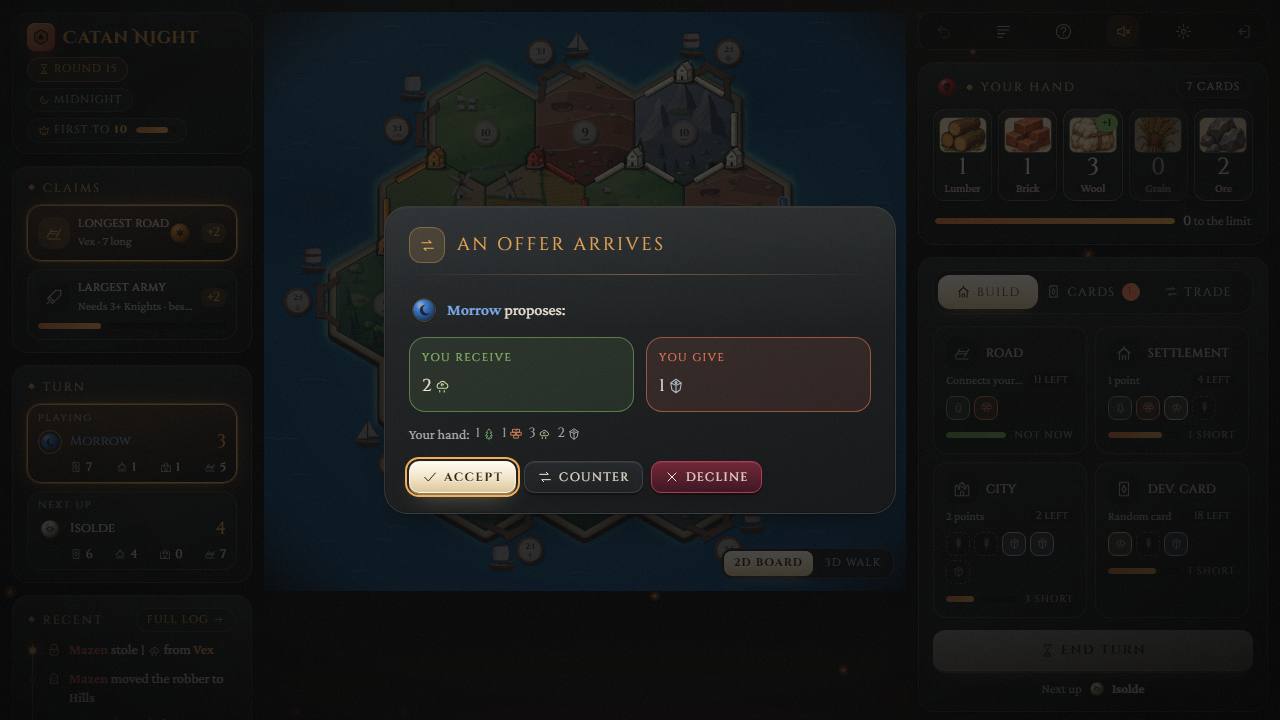 CATAN NIGHT
ROUND 15
MIDNIGHT
FIRST TO 10
CLAIMS
LONGEST ROAD
Vex · 7 long
+2
LARGEST ARMY
Needs 3+ Knights · bes...
+2
TURN
PLAYING
MORROW 3
7 1 1 5
NEXT UP
ISOLDE 4
6 4 0 7
RECENT
FULL LOG →
Mazen stole 1 from Vex
Mazen moved the robber to
Hills
3:1
2:1
10
9
10
3:1
AN OFFER ARRIVES
Morrow proposes:
YOU RECEIVE
2
YOU GIVE
1
Your hand: 1 1 3 2
ACCEPT
COUNTER
DECLINE
2D BOARD
3D WALK
YOUR HAND
7 CARDS
+1
1 1 3 0 2
Lumber Brick Wool Grain Ore
0 to the limit
BUILD
CARDS
TRADE
ROAD
Connects your... 11 LEFT
NOT NOW
SETTLEMENT
1 point 4 LEFT
1 SHORT
CITY
2 points 2 LEFT
3 SHORT
DEV. CARD
Random card 18 LEFT
1 SHORT
END TURN
Next up Isolde